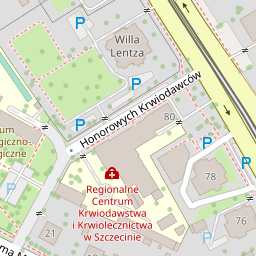 P
Willa
Lentza
P
P
Honorowych Krwiodawców
80
P
Regionalne
Centrum
Krwiodawstwa
i Krwiolecznictwa
w Szczecinie
78
76
P
P
21